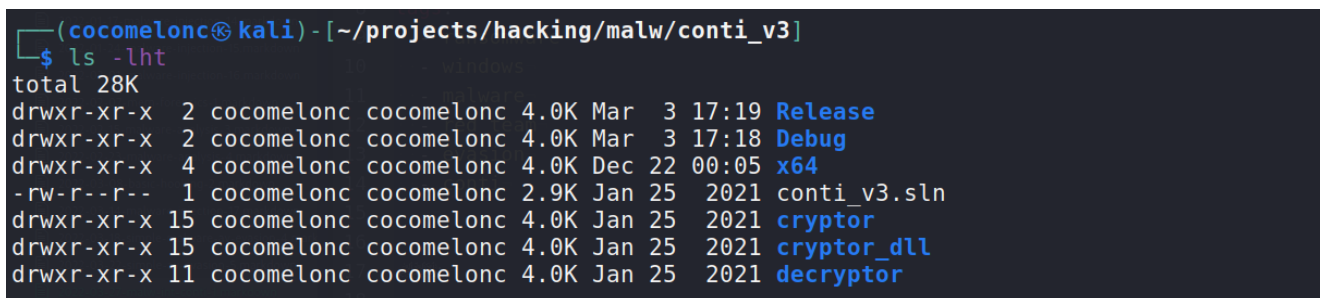 ┌──(cocomelonc㉿kali)-[~/projects/hacking/malw/conti_v3]
└─$ ls -lht
total 28K
drwxr-xr-x  2 cocomelonc cocomelonc 4.0K Mar  3 17:19 Release
drwxr-xr-x  2 cocomelonc cocomelonc 4.0K Mar  3 17:18 Debug
drwxr-xr-x  4 cocomelonc cocomelonc 4.0K Dec 22 00:05 x64
-rw-r--r--  1 cocomelonc cocomelonc 2.9K Jan 25  2021 conti_v3.sln
drwxr-xr-x 15 cocomelonc cocomelonc 4.0K Jan 25  2021 cryptor
drwxr-xr-x 15 cocomelonc cocomelonc 4.0K Jan 25  2021 cryptor_dll
drwxr-xr-x 11 cocomelonc cocomelonc 4.0K Jan 25  2021 decryptor